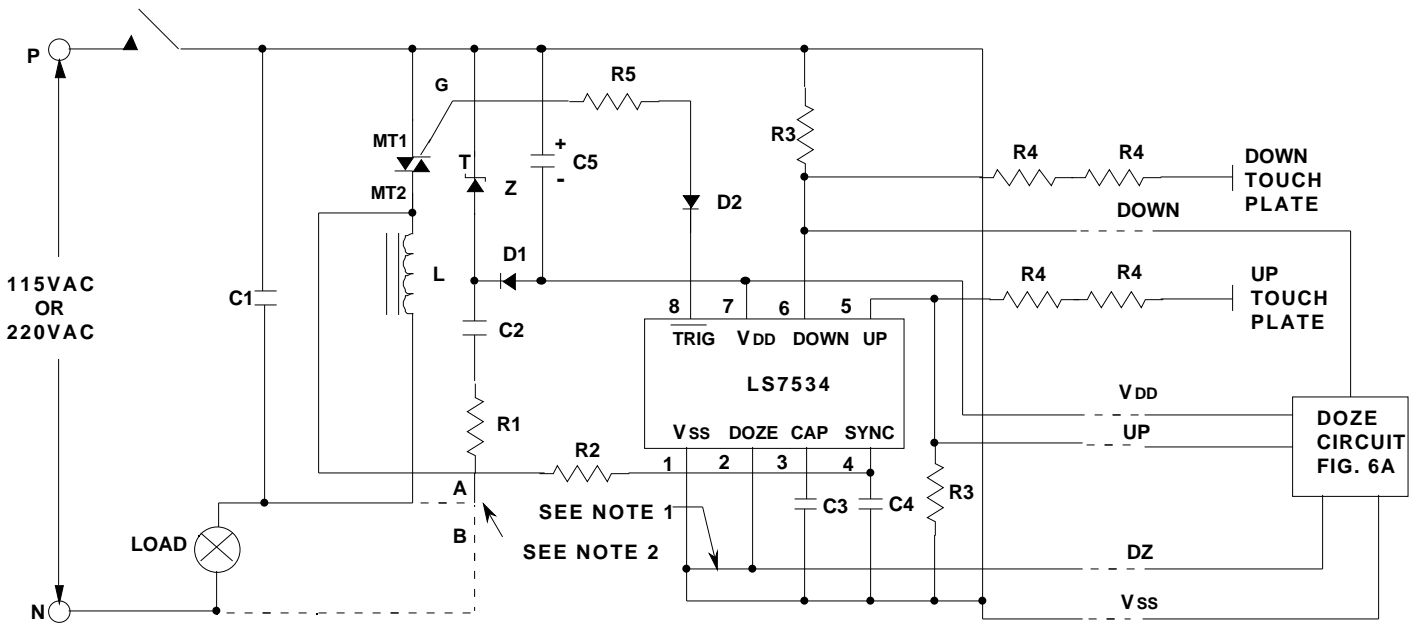 P
G
R5
MT1
MT2
T
Z
+
C5
-
R3
R4
R4
DOWN
TOUCH
PLATE
D2
DOWN
115VAC
OR
220VAC
C1
L
D1
R4
R4
UP
TOUCH
PLATE
C2
8
7
6
5
TRIG
VDD
DOWN
UP
LS7534
VSS
DOZE
CAP
SYNC
1
2
3
4
R1
R2
VDD
UP
DOZE
CIRCUIT
FIG. 6A
A
B
C3
C4
R3
SEE NOTE 1
SEE NOTE 2
LOAD
DZ
N
VSS